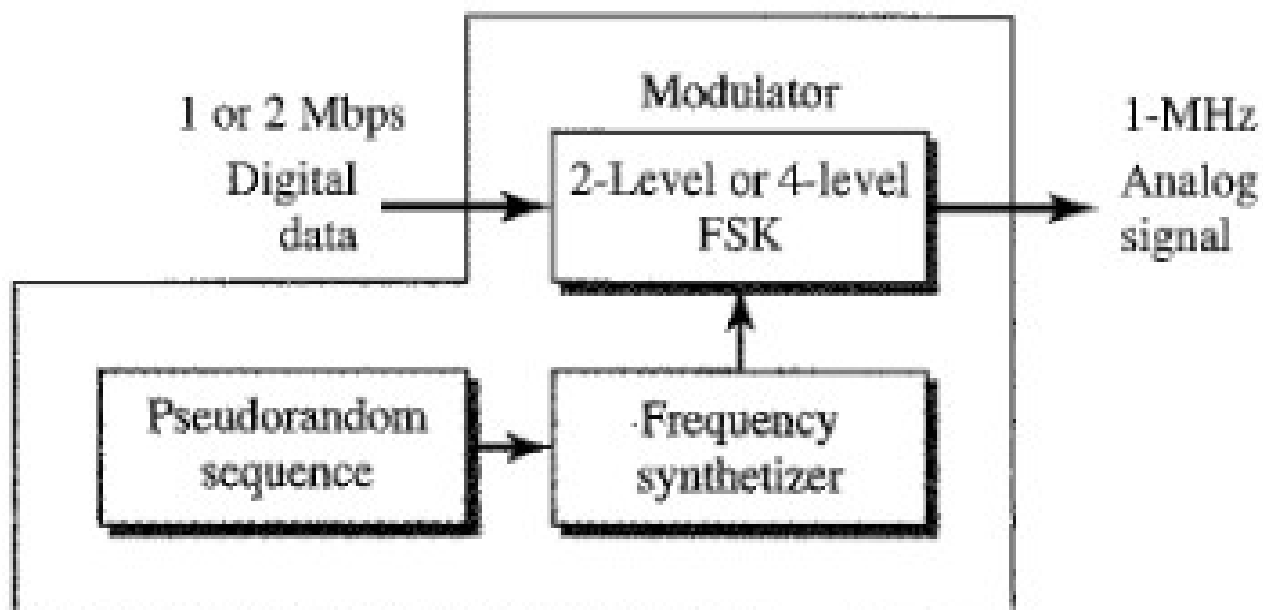 Modulator
1 or 2 Mbps
Digital
data
2-Level or 4-level
FSK
1-MHz
Analog
signal
Pseudorandom
sequence
Frequency
synthetizer